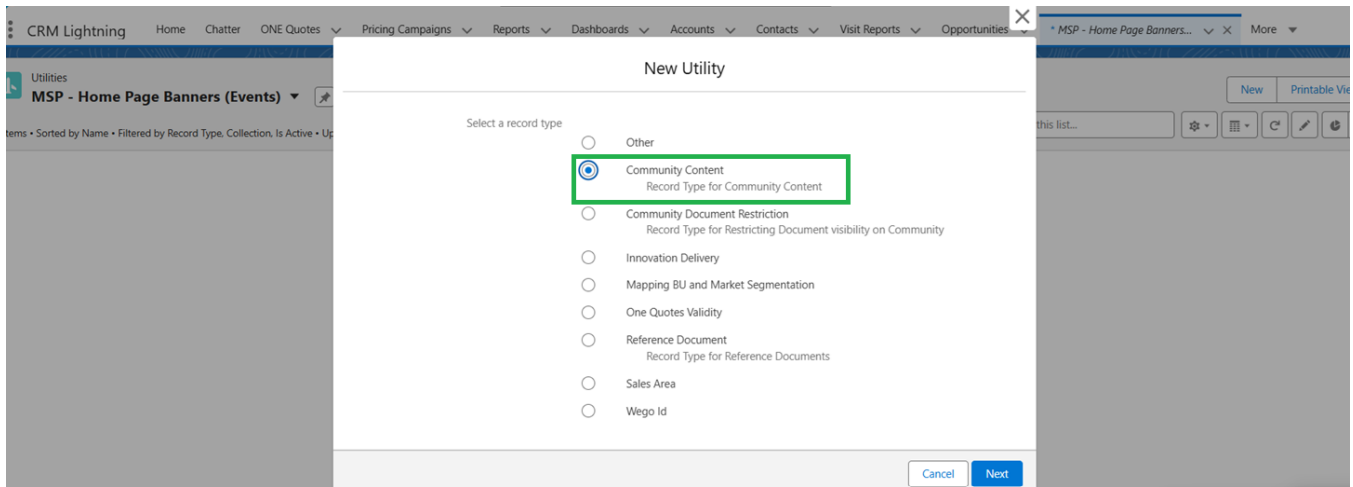 CRM Lightning Home Chatter ONE Quotes Pricing Campaigns Reports Dashboards Accounts Contacts Visit Reports Opportunities * MSP - Home Page Banners... More
New Utility
Utilities
MSP - Home Page Banners (Events)
New Printable Vie
tems • Sorted by Name • Filtered by Record Type, Collection, Is Active • Up
this list...
Select a record type
Other
Community Content
Record Type for Community Content
Community Document Restriction
Record Type for Restricting Document visibility on Community
Innovation Delivery
Mapping BU and Market Segmentation
One Quotes Validity
Reference Document
Record Type for Reference Documents
Sales Area
Wego Id
Cancel Next